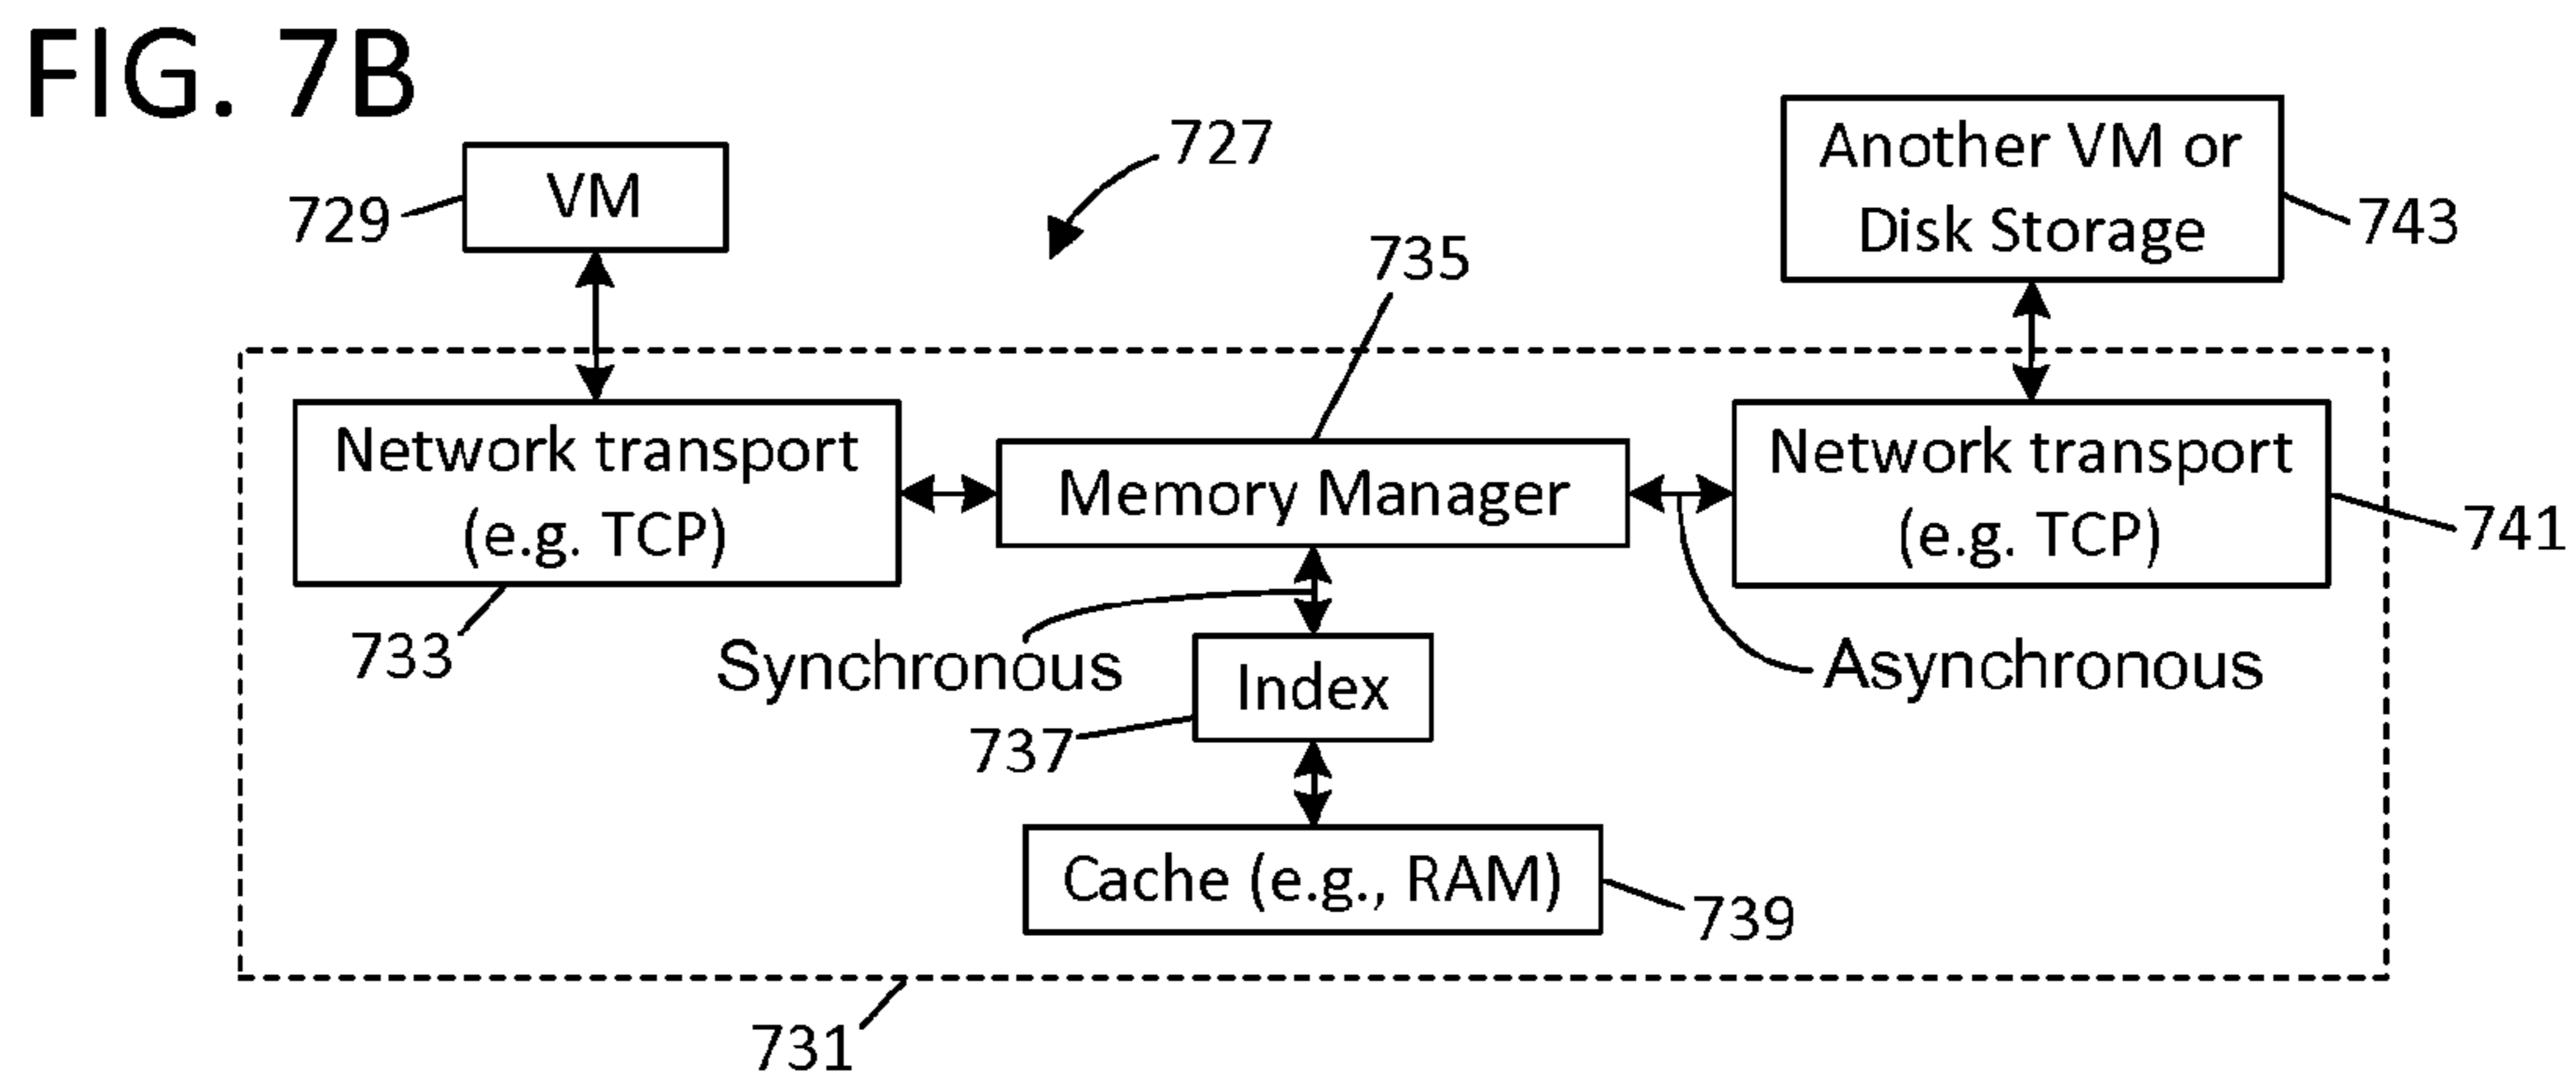 FIG. 7B
727
Another VM or
Disk Storage
743
VM
729
735
Network transport
(e.g. TCP)
733
Memory Manager
Network transport
(e.g. TCP)
741
Synchronous
Asynchronous
Index
737
Cache (e.g., RAM)
739
731